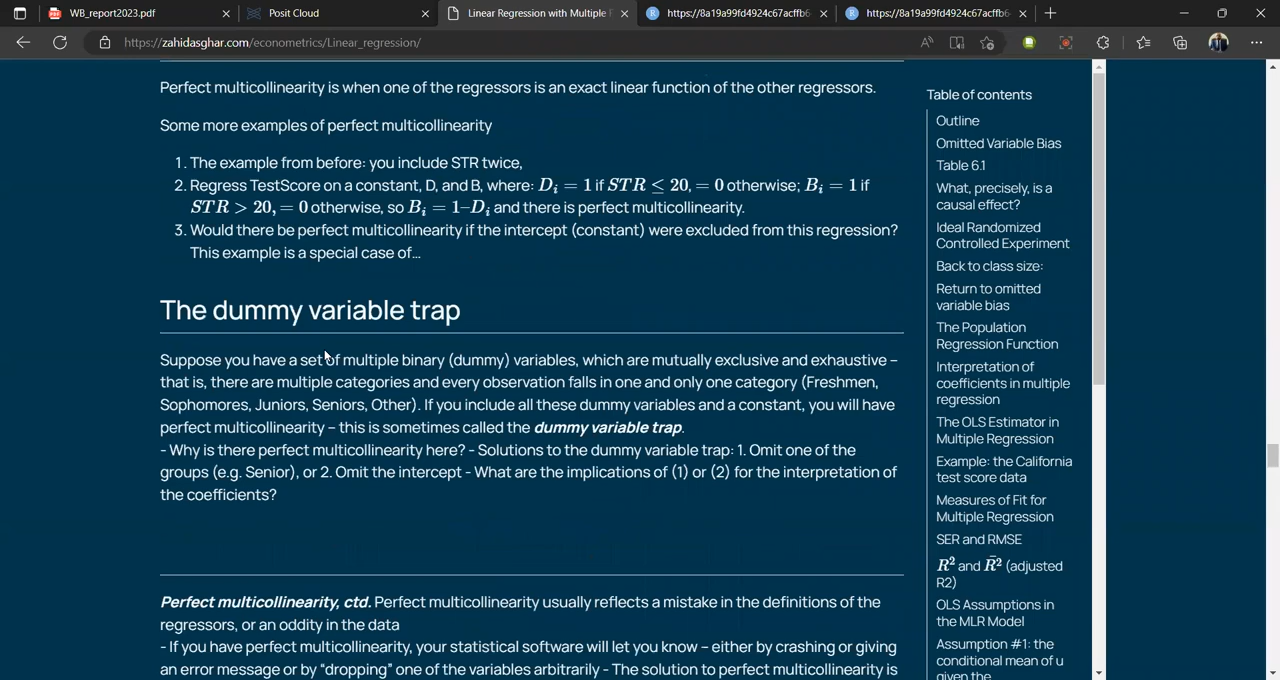 WB_report2023.pdf
Posit Cloud
Linear Regression with Multiple
https://8a19a99fd4924c67acffb6
https://8a19a99fd4924c67acffb6
https://zahidasghar.com/econometrics/Linear_regression/
Perfect multicollinearity is when one of the regressors is an exact linear function of the other regressors.
Some more examples of perfect multicollinearity
1. The example from before: you include STR twice,
2. Regress TestScore on a constant, D, and B, where: Dᵢ = 1 if STR ≤ 20, = 0 otherwise; Bᵢ = 1 if
STR > 20, = 0 otherwise, so Bᵢ = 1–Dᵢ and there is perfect multicollinearity.
3. Would there be perfect multicollinearity if the intercept (constant) were excluded from this regression?
This example is a special case of…
The dummy variable trap
Suppose you have a set of multiple binary (dummy) variables, which are mutually exclusive and exhaustive –
that is, there are multiple categories and every observation falls in one and only one category (Freshmen,
Sophomores, Juniors, Seniors, Other). If you include all these dummy variables and a constant, you will have
perfect multicollinearity – this is sometimes called the dummy variable trap.
- Why is there perfect multicollinearity here? - Solutions to the dummy variable trap: 1. Omit one of the
groups (e.g. Senior), or 2. Omit the intercept - What are the implications of (1) or (2) for the interpretation of
the coefficients?
Perfect multicollinearity, ctd. Perfect multicollinearity usually reflects a mistake in the definitions of the
regressors, or an oddity in the data
- If you have perfect multicollinearity, your statistical software will let you know – either by crashing or giving
an error message or by “dropping” one of the variables arbitrarily - The solution to perfect multicollinearity is
Table of contents
Outline
Omitted Variable Bias
Table 6.1
What, precisely, is a
causal effect?
Ideal Randomized
Controlled Experiment
Back to class size:
Return to omitted
variable bias
The Population
Regression Function
Interpretation of
coefficients in multiple
regression
The OLS Estimator in
Multiple Regression
Example: the California
test score data
Measures of Fit for
Multiple Regression
SER and RMSE
R² and R̄² (adjusted
R2)
OLS Assumptions in
the MLR Model
Assumption #1: the
conditional mean of u
given the